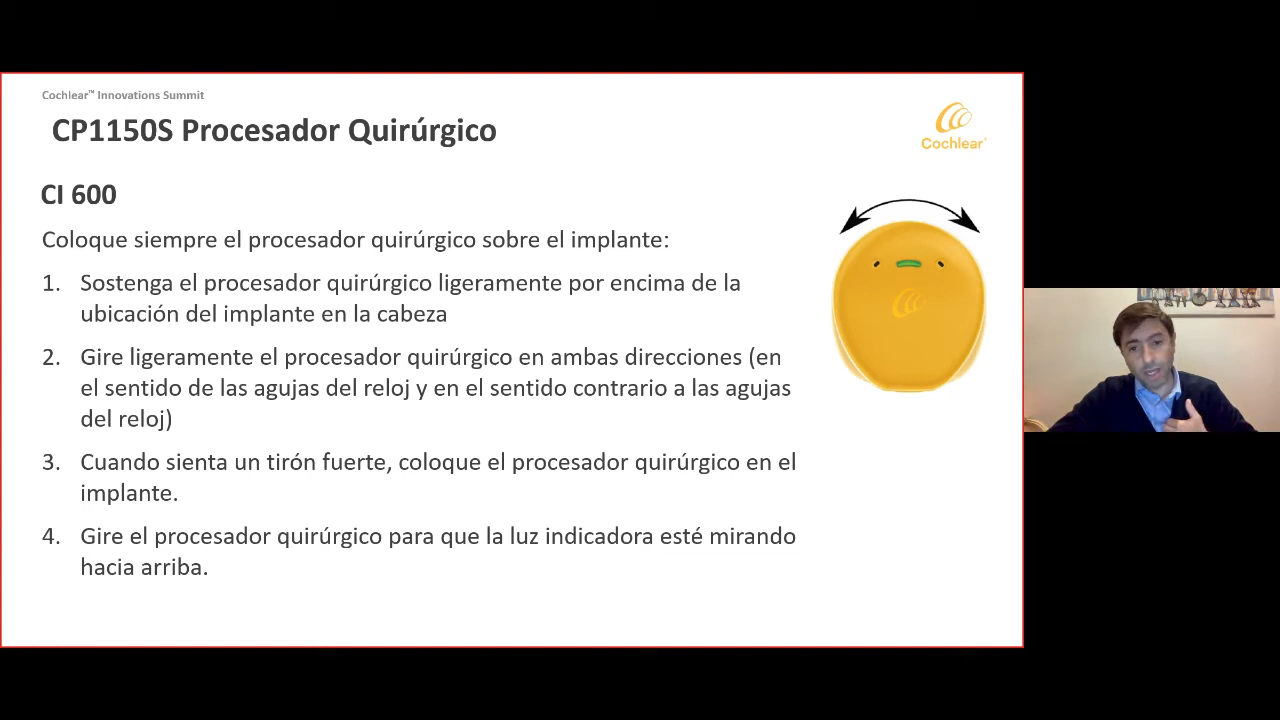 Cochlear™ Innovations Summit
CP1150S Procesador Quirúrgico
Cochlear®
CI 600
Coloque siempre el procesador quirúrgico sobre el implante:
1. Sostenga el procesador quirúrgico ligeramente por encima de la
ubicación del implante en la cabeza
2. Gire ligeramente el procesador quirúrgico en ambas direcciones (en
el sentido de las agujas del reloj y en el sentido contrario a las agujas
del reloj)
3. Cuando sienta un tirón fuerte, coloque el procesador quirúrgico en el
implante.
4. Gire el procesador quirúrgico para que la luz indicadora esté mirando
hacia arriba.